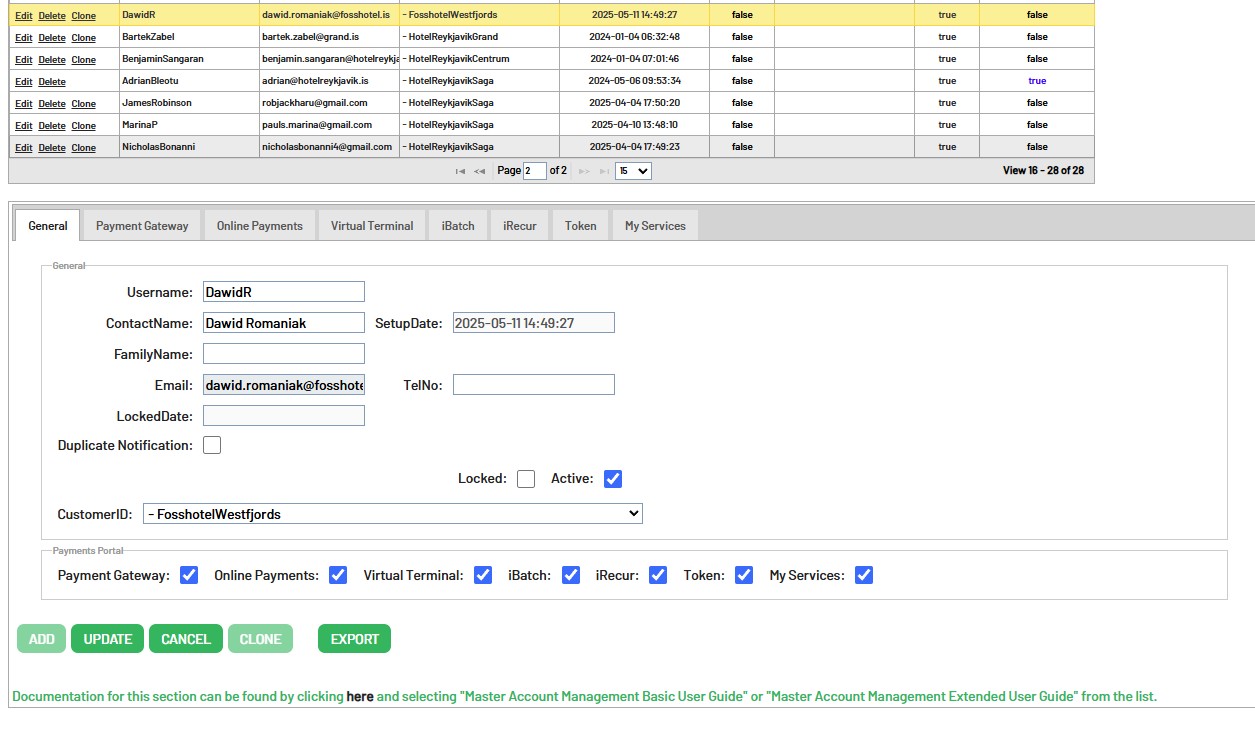 Edit Delete Clone DawidR dawid.romaniak@fosshotel.is - FosshotelWestfjords 2025-05-11 14:49:27 false true false
Edit Delete Clone BartekZabel bartek.zabel@grand.is - HotelReykjavikGrand 2024-01-04 06:32:48 false true false
Edit Delete Clone BenjaminSangaran benjamin.sangaran@hotelreykja - HotelReykjavikCentrum 2024-01-04 07:01:46 false true false
Edit Delete AdrianBleotu adrian@hotelreykjavik.is - HotelReykjavikSaga 2024-05-06 09:53:34 false true true
Edit Delete Clone JamesRobinson robjackharu@gmail.com - HotelReykjavikSaga 2025-04-04 17:50:20 false true false
Edit Delete Clone MarinaP pauls.marina@gmail.com - HotelReykjavikSaga 2025-04-10 13:48:10 false true false
Edit Delete Clone NicholasBonanni nicholasbonanni4@gmail.com - HotelReykjavikSaga 2025-04-04 17:49:23 false true false
Page 2 of 2 15 View 16 - 28 of 28
General Payment Gateway Online Payments Virtual Terminal iBatch iRecur Token My Services
General
Username: DawidR
ContactName: Dawid Romaniak SetupDate: 2025-05-11 14:49:27
FamilyName:
Email: dawid.romaniak@fosshote TelNo:
LockedDate:
Duplicate Notification:
Locked: Active:
CustomerID: - FosshotelWestfjords
Payments Portal
Payment Gateway: Online Payments: Virtual Terminal: iBatch: iRecur: Token: My Services:
ADD UPDATE CANCEL CLONE EXPORT
Documentation for this section can be found by clicking here and selecting "Master Account Management Basic User Guide" or "Master Account Management Extended User Guide" from the list.